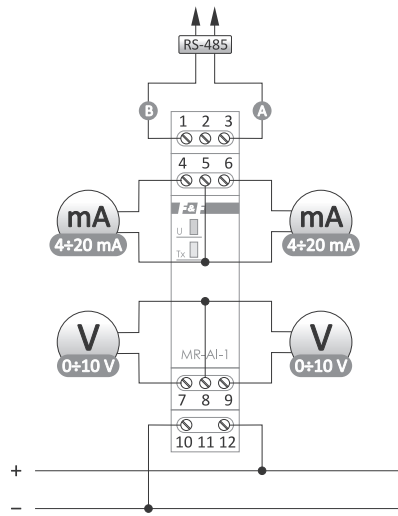 RS-485
B
A
1 2 3
4 5 6
F&F
mA
4÷20 mA
U
Tx
mA
4÷20 mA
V
0÷10 V
MR-AI-1
V
0÷10 V
7 8 9
10 11 12
+
−